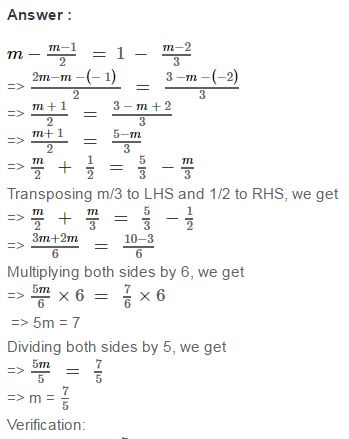 Answer :
m − (m−1)/2 = 1 − (m−2)/3
=> (2m−m −(− 1))/2 = (3 −m −(−2))/3
=> (m + 1)/2 = (3 − m + 2)/3
=> (m+ 1)/2 = (5−m)/3
=> m/2 + 1/2 = 5/3 − m/3
Transposing m/3 to LHS and 1/2 to RHS, we get
=> m/2 + m/3 = 5/3 − 1/2
=> (3m+2m)/6 = (10−3)/6
Multiplying both sides by 6, we get
=> 5m/6 × 6 = 7/6 × 6
=> 5m = 7
Dividing both sides by 5, we get
=> 5m/5 = 7/5
=> m = 7/5
Verification: